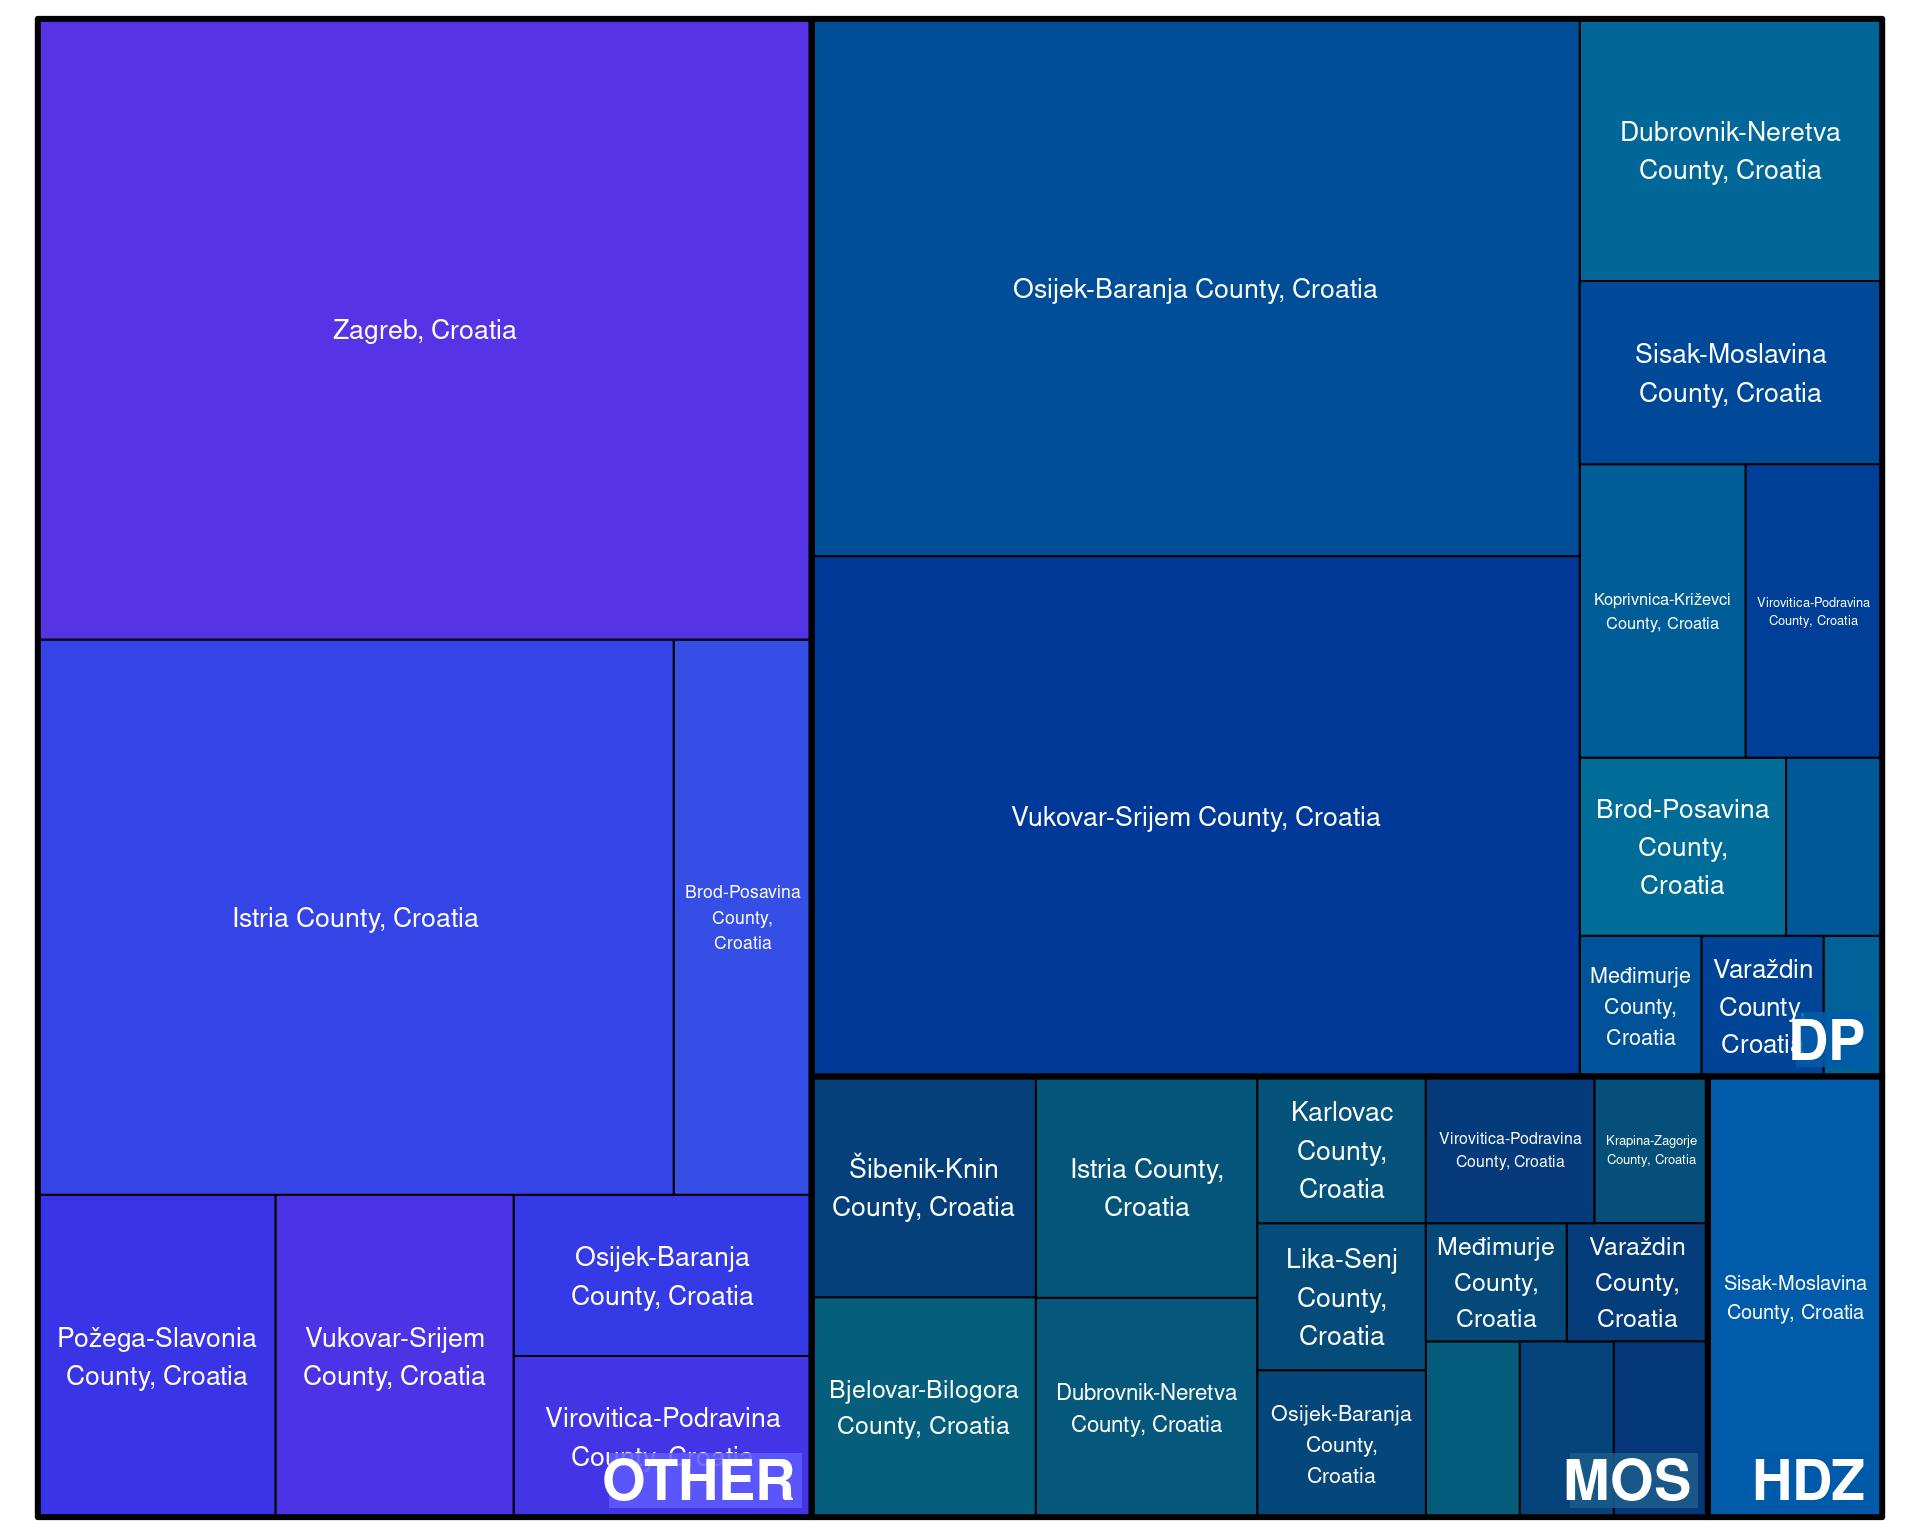 Zagreb, Croatia
Istria County, Croatia
Brod-Posavina
County,
Croatia
Požega-Slavonia
County, Croatia
Vukovar-Srijem
County, Croatia
Osijek-Baranja
County, Croatia
Virovitica-Podravina
County, Croatia
OTHER
Osijek-Baranja County, Croatia
Vukovar-Srijem County, Croatia
Dubrovnik-Neretva
County, Croatia
Sisak-Moslavina
County, Croatia
Koprivnica-Križevci
County, Croatia
Virovitica-Podravina
County, Croatia
Brod-Posavina
County,
Croatia
Međimurje
County,
Croatia
Varaždin
County,
Croatia
DP
Šibenik-Knin
County, Croatia
Istria County,
Croatia
Bjelovar-Bilogora
County, Croatia
Dubrovnik-Neretva
County, Croatia
Karlovac
County,
Croatia
Lika-Senj
County,
Croatia
Osijek-Baranja
County,
Croatia
Virovitica-Podravina
County, Croatia
Krapina-Zagorje
County, Croatia
Međimurje
County,
Croatia
Varaždin
County,
Croatia
MOS
Sisak-Moslavina
County, Croatia
HDZ